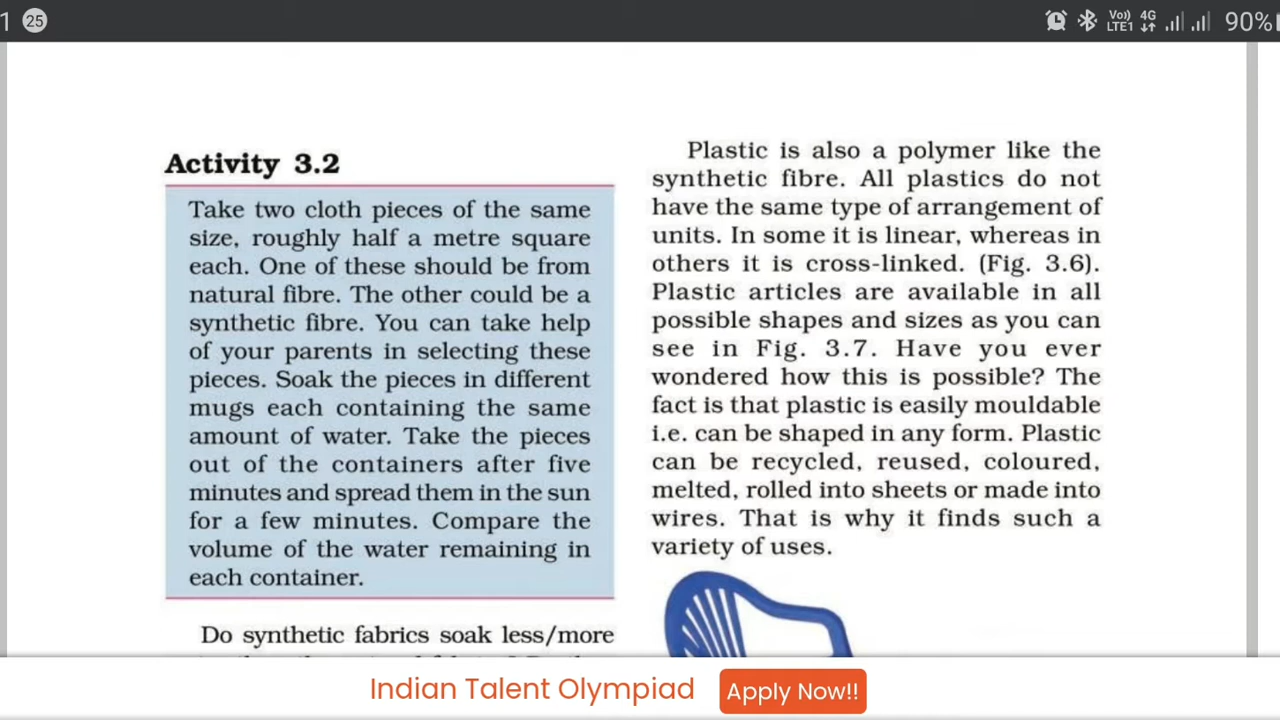 1 25
Vo)) 4G
LTE1 90%
Activity 3.2
Take two cloth pieces of the same
size, roughly half a metre square
each. One of these should be from
natural fibre. The other could be a
synthetic fibre. You can take help
of your parents in selecting these
pieces. Soak the pieces in different
mugs each containing the same
amount of water. Take the pieces
out of the containers after five
minutes and spread them in the sun
for a few minutes. Compare the
volume of the water remaining in
each container.
Do synthetic fabrics soak less/more
Plastic is also a polymer like the
synthetic fibre. All plastics do not
have the same type of arrangement of
units. In some it is linear, whereas in
others it is cross-linked. (Fig. 3.6).
Plastic articles are available in all
possible shapes and sizes as you can
see in Fig. 3.7. Have you ever
wondered how this is possible? The
fact is that plastic is easily mouldable
i.e. can be shaped in any form. Plastic
can be recycled, reused, coloured,
melted, rolled into sheets or made into
wires. That is why it finds such a
variety of uses.
Indian Talent Olympiad Apply Now!!